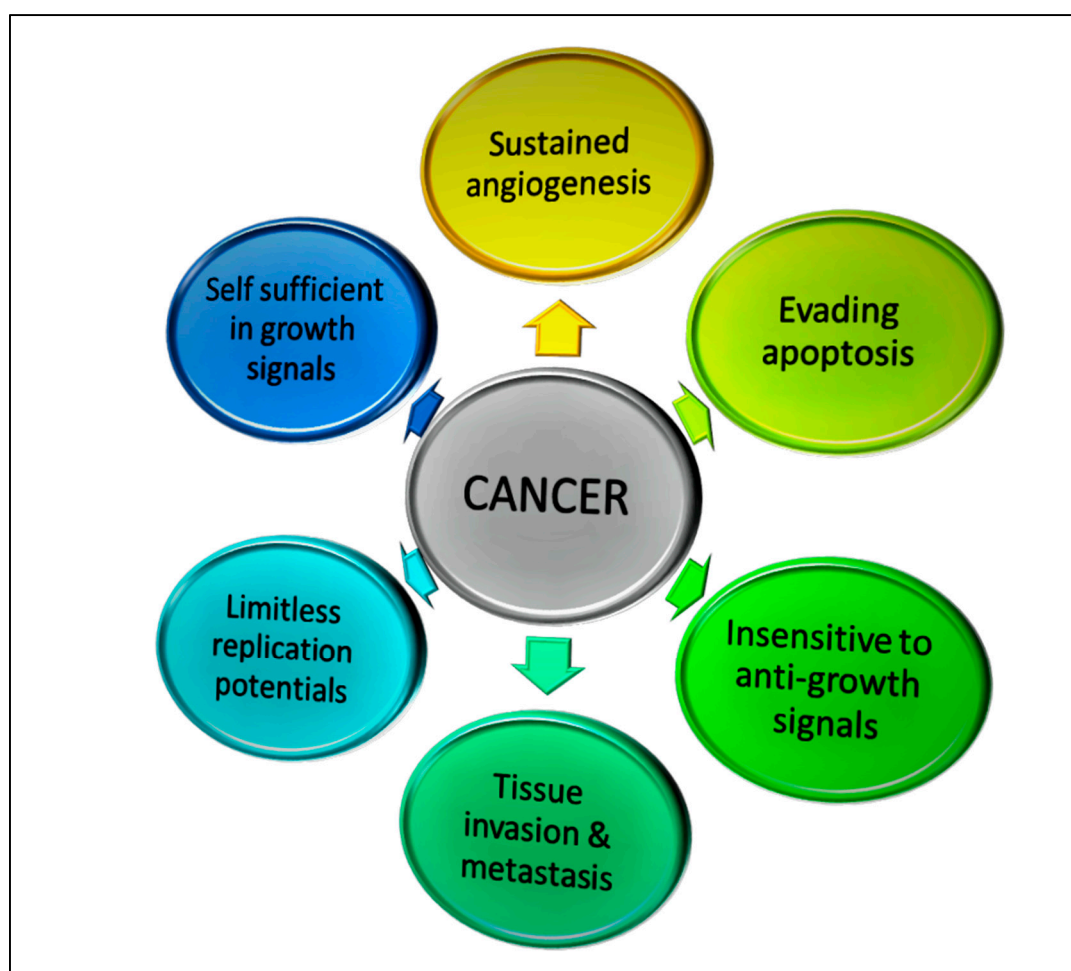 Sustained
angiogenesis
Evading
apoptosis
Insensitive to
anti-growth
signals
Tissue
invasion &
metastasis
Limitless
replication
potentials
Self sufficient
in growth
signals
CANCER